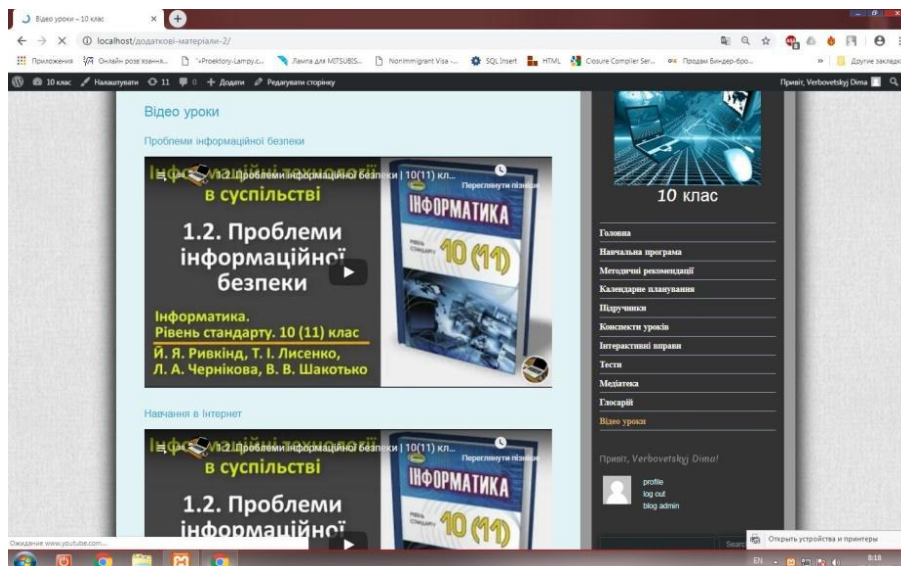 Відео уроки – 10 клас
localhost/додаткові-матеріали-2/
Приложения
Лампа для MITSUBIS...
Nonimmigrant Visa -...
SQL Insert
HTML
Closure Compiler Ser...
Продам Биндер-бро...
Другие закладки
10 клас
Налаштувати
11
0
Додати
Редагувати сторінку
Привіт, Verbovetskyj Dima
Відео уроки
Проблеми інформаційної безпеки
Інформаційні технології
1.2. Проблеми інформаційної безпеки | 10(11) кл...
Переглянути пізніше
в суспільстві
1.2. Проблеми
інформаційної
безпеки
Інформатика.
Рівень стандарту. 10 (11) клас
Й. Я. Ривкінд, Т. І. Лисенко,
Л. А. Чернікова, В. В. Шакотько
ІНФОРМАТИКА
10 (11)
Навчання в Інтернет
Інформаційні технології
1.2. Проблеми інформаційної безпеки | 10(11) кл...
Переглянути пізніше
в суспільстві
1.2. Проблеми
інформаційної
ІНФОРМАТИКА
10 (11)
10 клас
Головна
Навчальна програма
Методичні рекомендації
Календарне планування
Підручники
Конспекти уроків
Інтерактивні вправи
Тести
Медіатека
Глосарій
Відео уроки
Привіт, Verbovetskyj Dima!
profile
log out
blog admin
Search
Ожидание www.youtube.com...
Открыть устройства и принтеры
EN
8:18